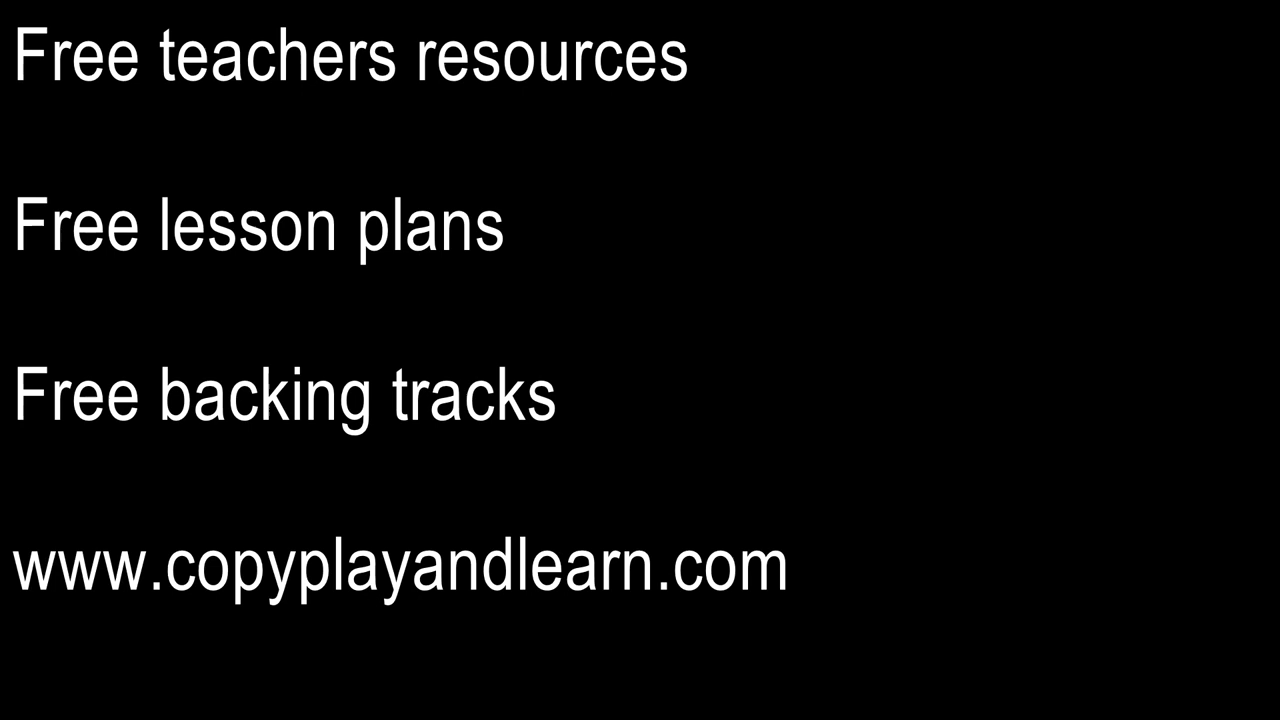 Free teachers resources
Free lesson plans
Free backing tracks
www.copyplayandlearn.com